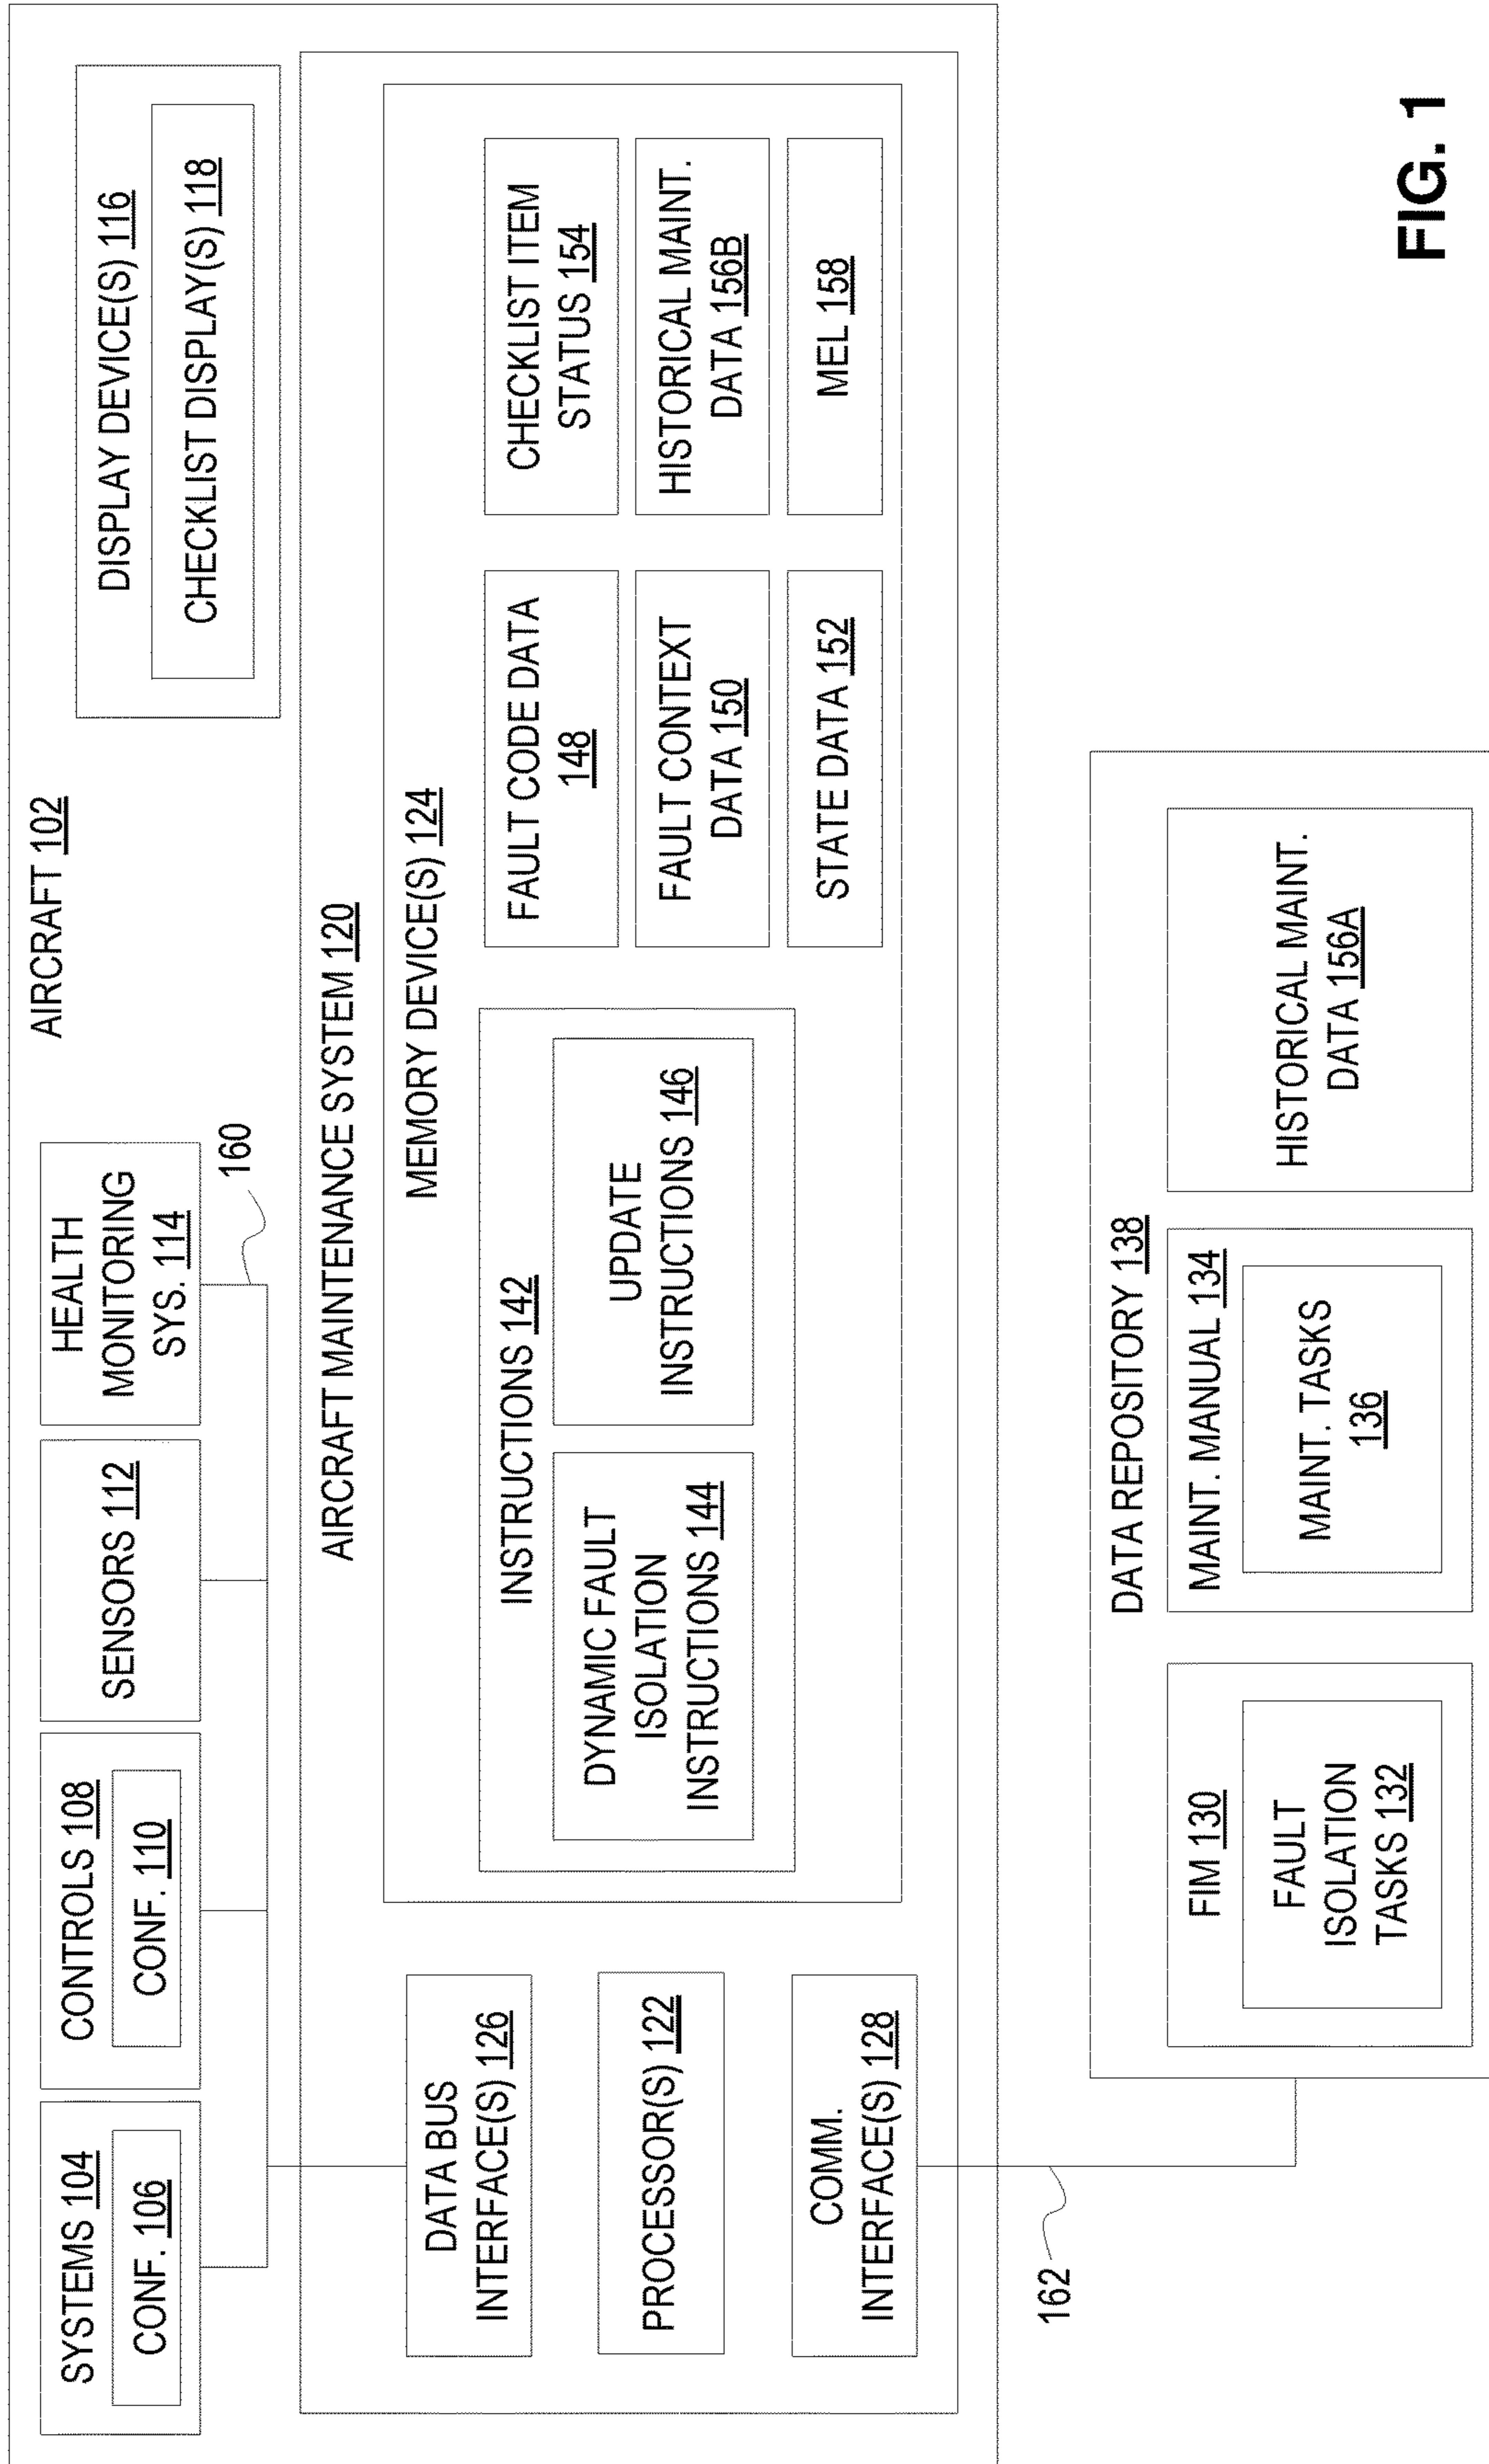 AIRCRAFT 102
SYSTEMS 104
CONF. 106
CONTROLS 108
CONF. 110
SENSORS 112
HEALTH
MONITORING
SYS. 114
160
DISPLAY DEVICE(S) 116
CHECKLIST DISPLAY(S) 118
AIRCRAFT MAINTENANCE SYSTEM 120
DATA BUS
INTERFACE(S) 126
PROCESSOR(S) 122
COMM.
INTERFACE(S) 128
MEMORY DEVICE(S) 124
INSTRUCTIONS 142
DYNAMIC FAULT
ISOLATION
INSTRUCTIONS 144
UPDATE
INSTRUCTIONS 146
FAULT CODE DATA
148
FAULT CONTEXT
DATA 150
STATE DATA 152
CHECKLIST ITEM
STATUS 154
HISTORICAL MAINT.
DATA 156B
MEL 158
162
DATA REPOSITORY 138
FIM 130
FAULT
ISOLATION
TASKS 132
MAINT. MANUAL 134
MAINT. TASKS
136
HISTORICAL MAINT.
DATA 156A
FIG. 1